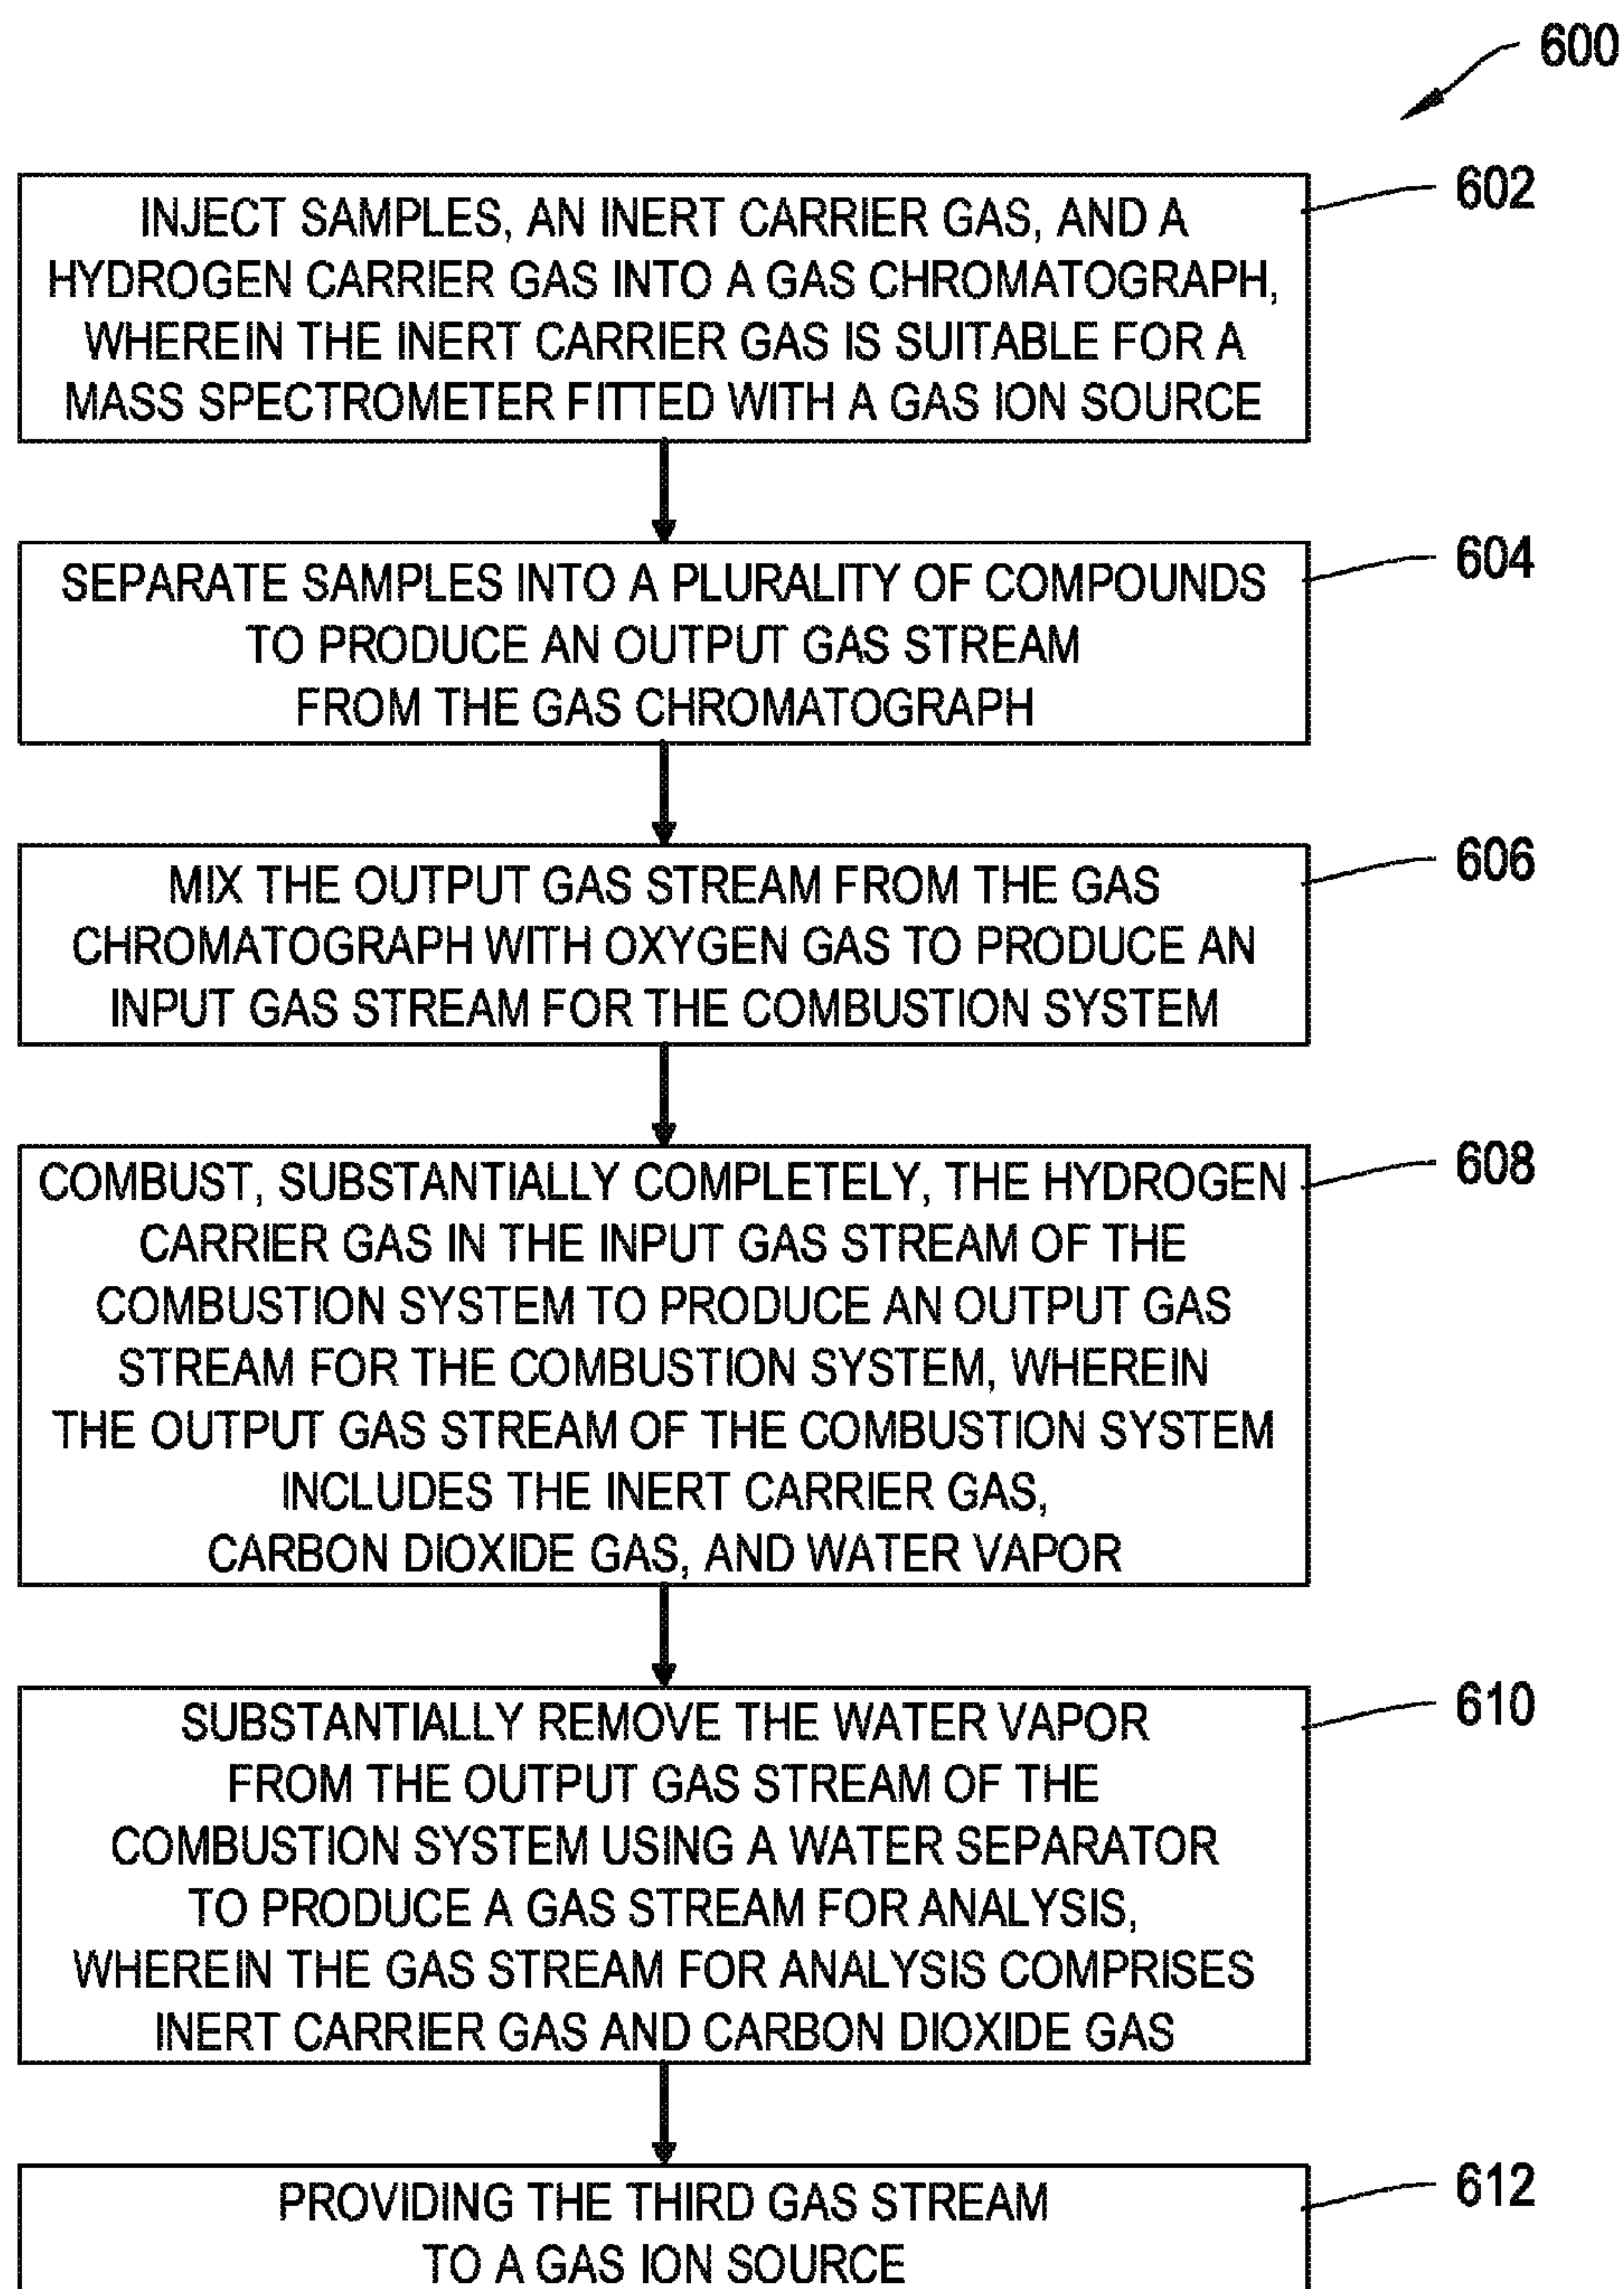 600
602
INJECT SAMPLES, AN INERT CARRIER GAS, AND A
HYDROGEN CARRIER GAS INTO A GAS CHROMATOGRAPH,
WHEREIN THE INERT CARRIER GAS IS SUITABLE FOR A
MASS SPECTROMETER FITTED WITH A GAS ION SOURCE
604
SEPARATE SAMPLES INTO A PLURALITY OF COMPOUNDS
TO PRODUCE AN OUTPUT GAS STREAM
FROM THE GAS CHROMATOGRAPH
606
MIX THE OUTPUT GAS STREAM FROM THE GAS
CHROMATOGRAPH WITH OXYGEN GAS TO PRODUCE AN
INPUT GAS STREAM FOR THE COMBUSTION SYSTEM
608
COMBUST, SUBSTANTIALLY COMPLETELY, THE HYDROGEN
CARRIER GAS IN THE INPUT GAS STREAM OF THE
COMBUSTION SYSTEM TO PRODUCE AN OUTPUT GAS
STREAM FOR THE COMBUSTION SYSTEM, WHEREIN
THE OUTPUT GAS STREAM OF THE COMBUSTION SYSTEM
INCLUDES THE INERT CARRIER GAS,
CARBON DIOXIDE GAS, AND WATER VAPOR
610
SUBSTANTIALLY REMOVE THE WATER VAPOR
FROM THE OUTPUT GAS STREAM OF THE
COMBUSTION SYSTEM USING A WATER SEPARATOR
TO PRODUCE A GAS STREAM FOR ANALYSIS,
WHEREIN THE GAS STREAM FOR ANALYSIS COMPRISES
INERT CARRIER GAS AND CARBON DIOXIDE GAS
612
PROVIDING THE THIRD GAS STREAM
TO A GAS ION SOURCE